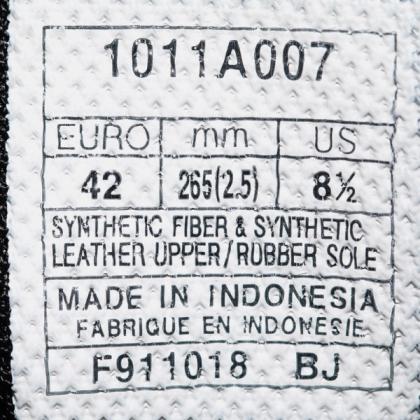 1011A007
EURO mm US
42 265(2.5) 8½
SYNTHETIC FIBER & SYNTHETIC
LEATHER UPPER/RUBBER SOLE
MADE IN INDONESIA
FABRIQUE EN INDONESIE
F911018 BJ